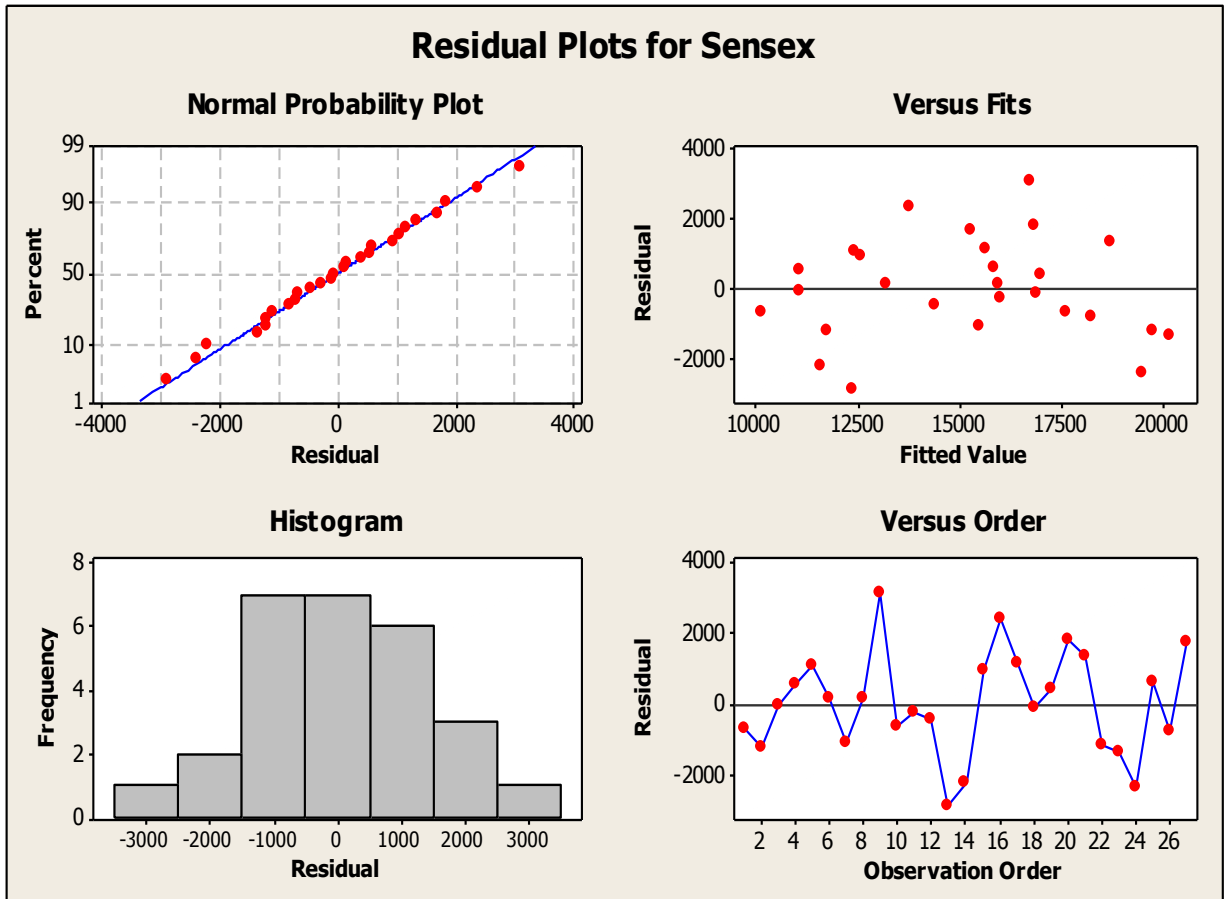 Residual Plots for Sensex
Normal Probability Plot
Percent
99
90
50
10
1
-4000 -2000 0 2000 4000
Residual
Versus Fits
Residual
4000
2000
0
-2000
10000 12500 15000 17500 20000
Fitted Value
Histogram
Frequency
8
6
4
2
0
-3000 -2000 -1000 0 1000 2000 3000
Residual
Versus Order
Residual
4000
2000
0
-2000
2 4 6 8 10 12 14 16 18 20 22 24 26
Observation Order